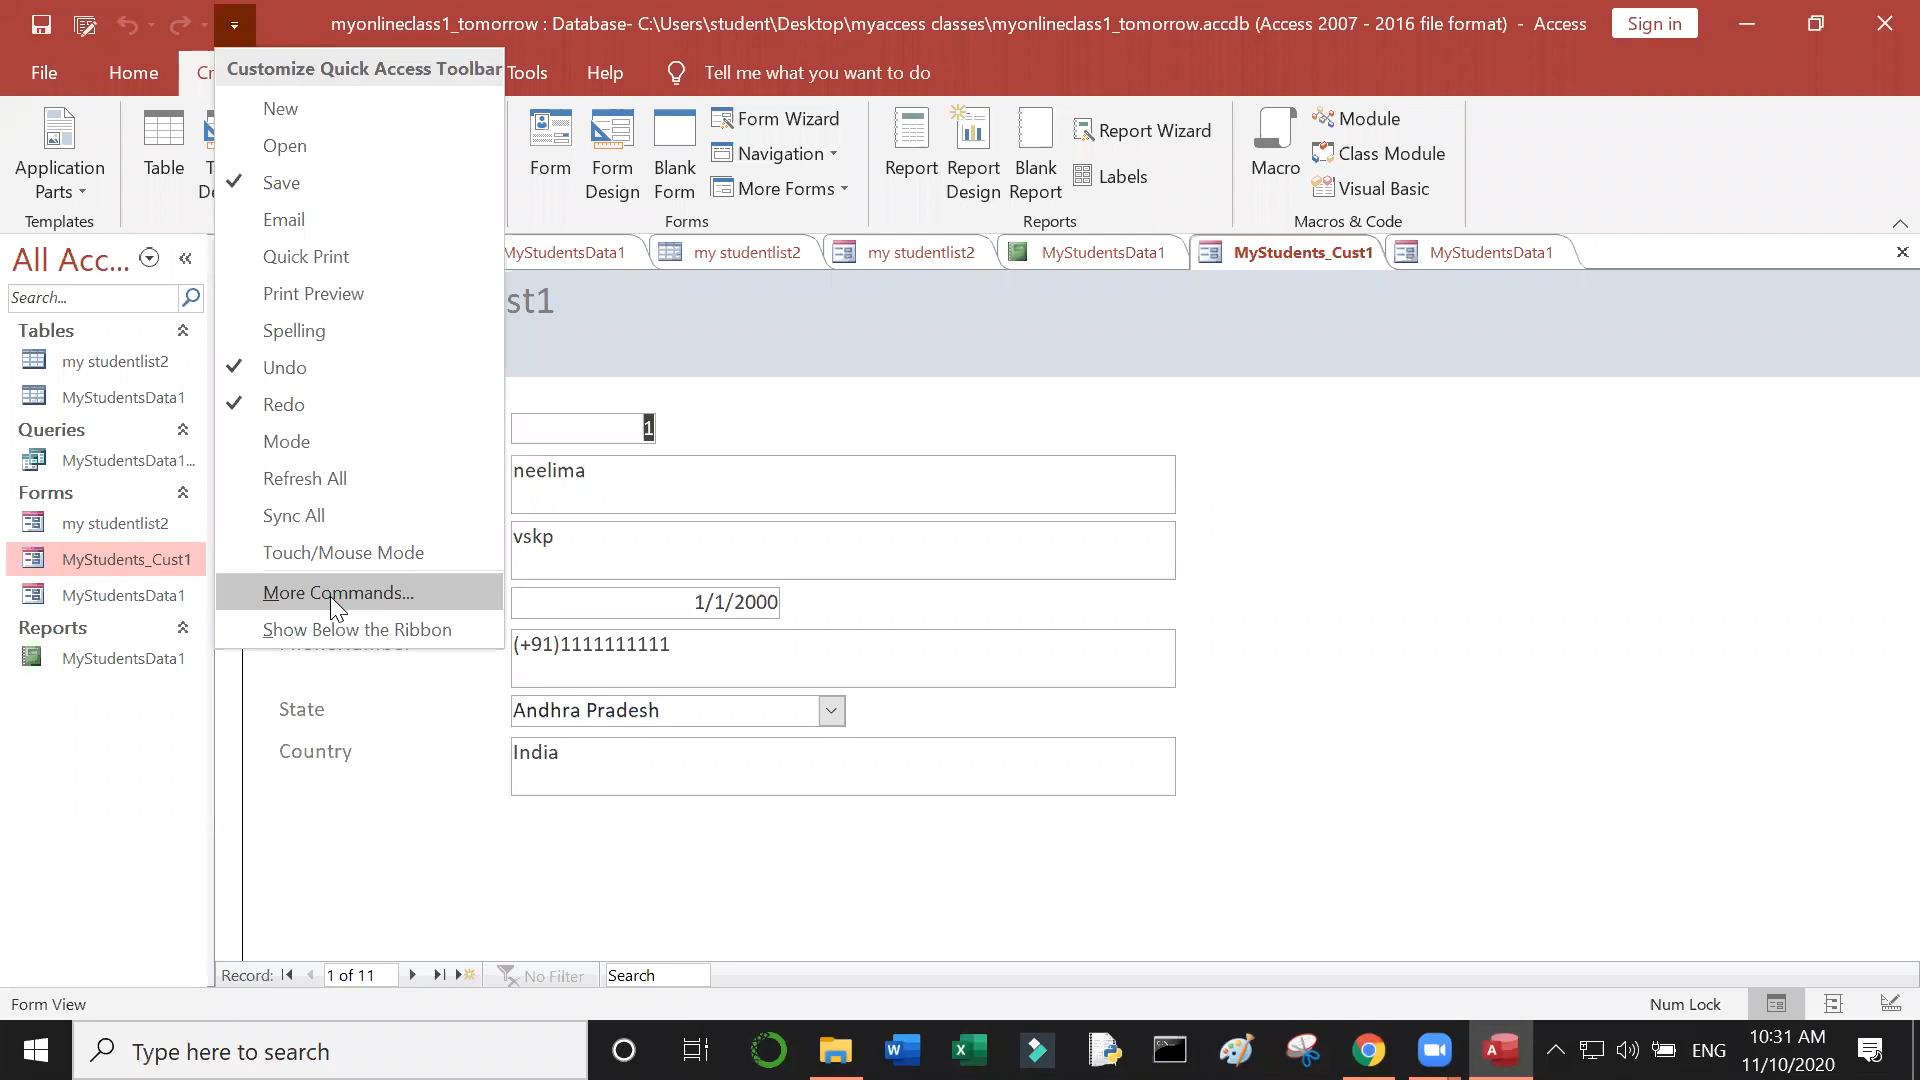 myonlineclass1_tomorrow : Database- C:\Users\student\Desktop\myaccess classes\myonlineclass1_tomorrow.accdb (Access 2007 - 2016 file format) - Access
Sign in
File
Home
Cr
Tools
Help
Tell me what you want to do
Customize Quick Access Toolbar
New
Open
Save
Email
Quick Print
Print Preview
Spelling
Undo
Redo
Mode
Refresh All
Sync All
Touch/Mouse Mode
More Commands...
Show Below the Ribbon
Application Parts
Templates
Table
Form
Form Design
Blank Form
Form Wizard
Navigation
More Forms
Forms
Report
Report Design
Blank Report
Report Wizard
Labels
Reports
Macro
Module
Class Module
Visual Basic
Macros & Code
All Acc...
Search...
Tables
my studentlist2
MyStudentsData1
Queries
MyStudentsData1...
Forms
my studentlist2
MyStudents_Cust1
MyStudentsData1
Reports
MyStudentsData1
MyStudentsData1
my studentlist2
my studentlist2
MyStudentsData1
MyStudents_Cust1
MyStudentsData1
st1
1
neelima
vskp
1/1/2000
(+91)1111111111
State
Andhra Pradesh
Country
India
Record:
1 of 11
No Filter
Search
Form View
Num Lock
Type here to search
ENG
10:31 AM
11/10/2020